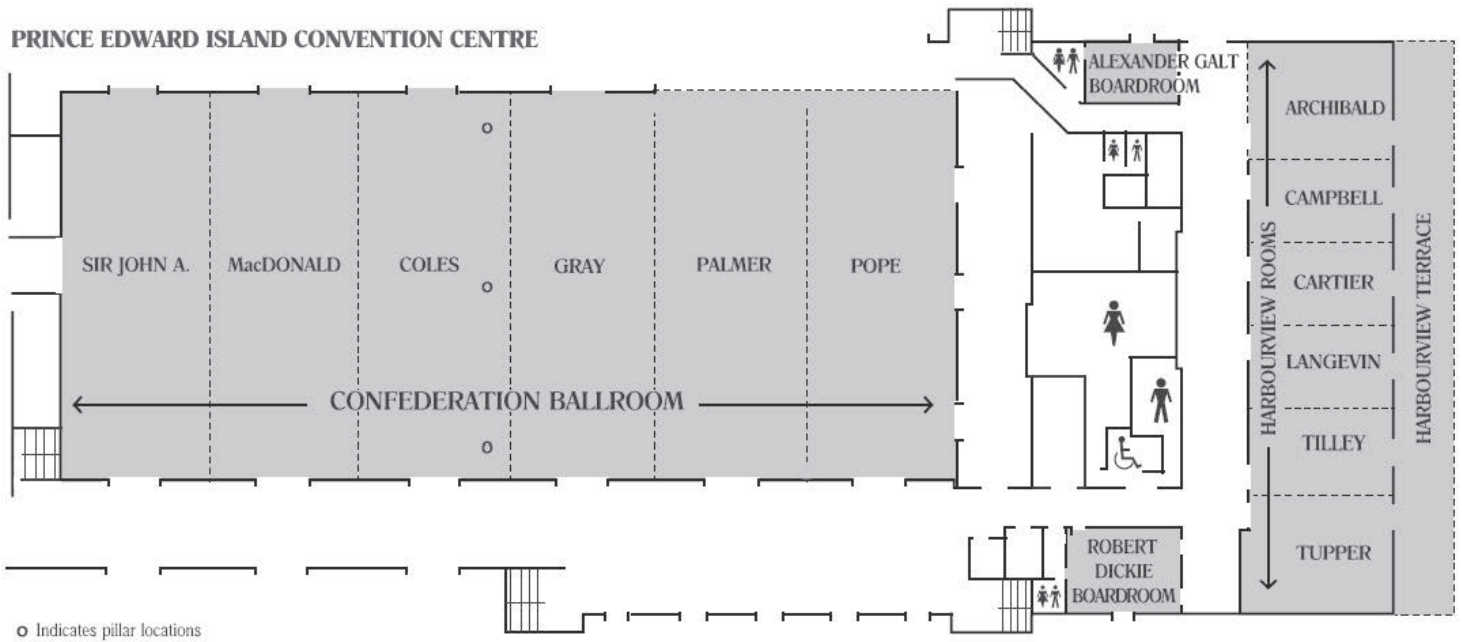 PRINCE EDWARD ISLAND CONVENTION CENTRE
ALEXANDER GALT
BOARDROOM
SIR JOHN A.
MacDONALD
COLES
GRAY
PALMER
POPE
CONFEDERATION BALLROOM
HARBOURVIEW ROOMS
ARCHIBALD
CAMPBELL
CARTIER
LANGEVIN
TILLEY
TUPPER
HARBOURVIEW TERRACE
ROBERT
DICKIE
BOARDROOM
o Indicates pillar locations